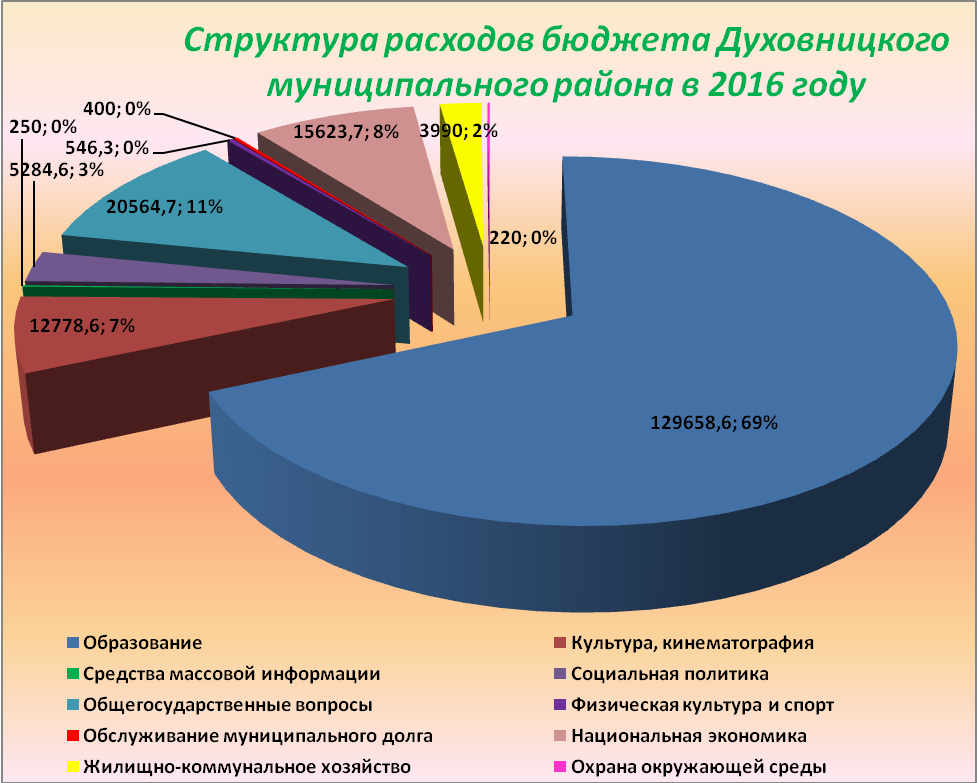 Структура расходов бюджета Духовницкого
муниципального района в 2016 году
400; 0%
250; 0%
546,3; 0%
15623,7; 8%
3990; 2%
5284,6; 3%
20564,7; 11%
220; 0%
12778,6; 7%
129658,6; 69%
Образование
Культура, кинематография
Средства массовой информации
Социальная политика
Общегосударственные вопросы
Физическая культура и спорт
Обслуживание муниципального долга
Национальная экономика
Жилищно-коммунальное хозяйство
Охрана окружающей среды